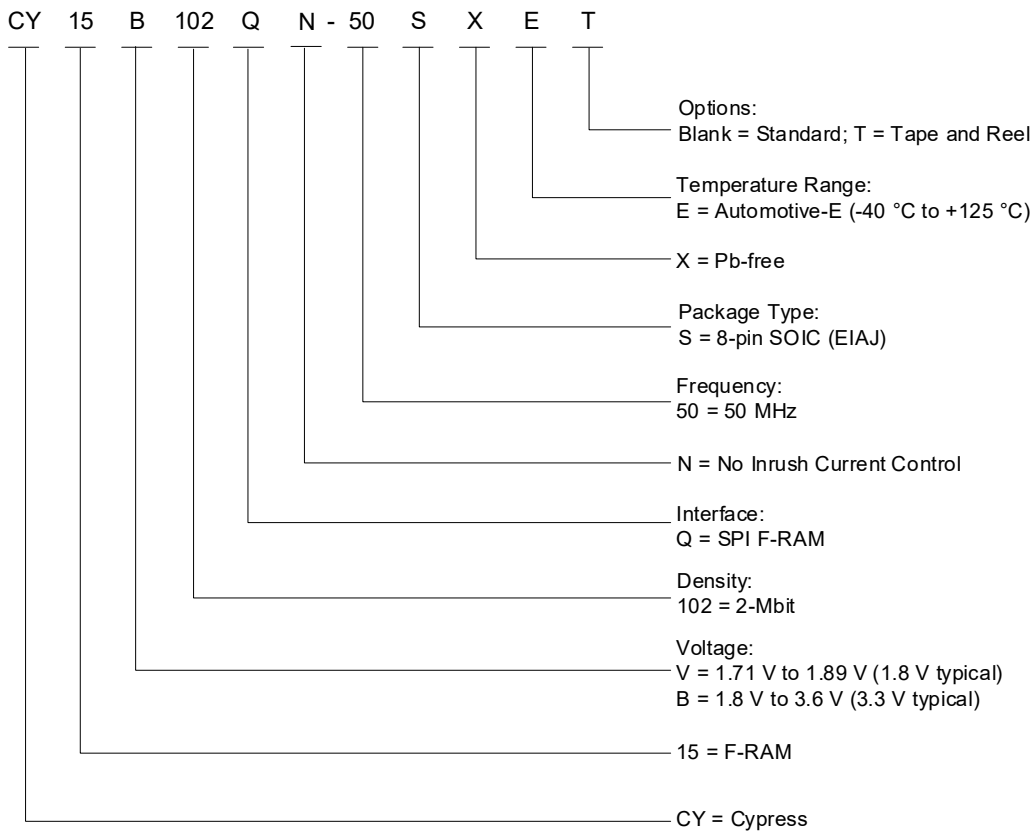 CY 15 B 102 Q N - 50 S X E T
Options:
Blank = Standard; T = Tape and Reel
Temperature Range:
E = Automotive-E (-40 °C to +125 °C)
X = Pb-free
Package Type:
S = 8-pin SOIC (EIAJ)
Frequency:
50 = 50 MHz
N = No Inrush Current Control
Interface:
Q = SPI F-RAM
Density:
102 = 2-Mbit
Voltage:
V = 1.71 V to 1.89 V (1.8 V typical)
B = 1.8 V to 3.6 V (3.3 V typical)
15 = F-RAM
CY = Cypress